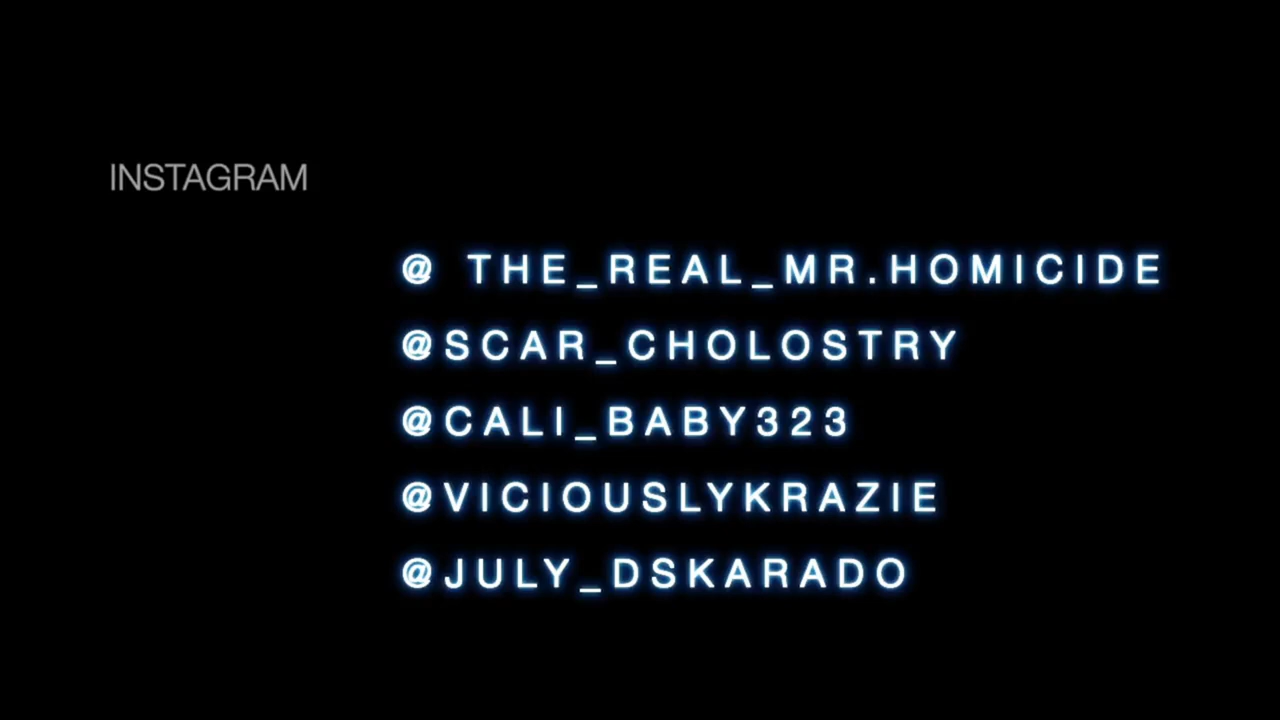 INSTAGRAM
@ THE_REAL_MR.HOMICIDE
@SCAR_CHOLOSTRY
@CALI_BABY323
@VICIOUSLYKRAZIE
@JULY_DSKARADO